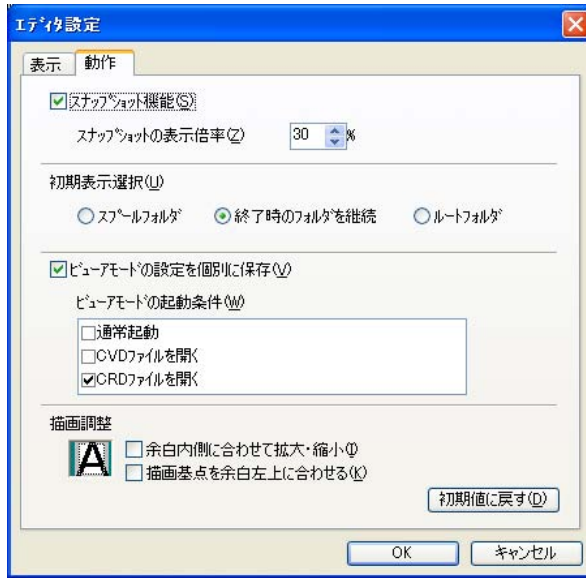 エディタ設定
表示 動作
スナップショット機能(S)
スナップショットの表示倍率(Z) 30 %
初期表示選択(U)
スプールフォルダ 終了時のフォルダを継続 ルートフォルダ
ビューアモードの設定を個別に保存(V)
ビューアモードの起動条件(W)
通常起動
CVDファイルを開く
CRDファイルを開く
描画調整
A 余白内側に合わせて拡大・縮小(I)
描画基点を余白左上に合わせる(K)
初期値に戻す(D)
OK キャンセル